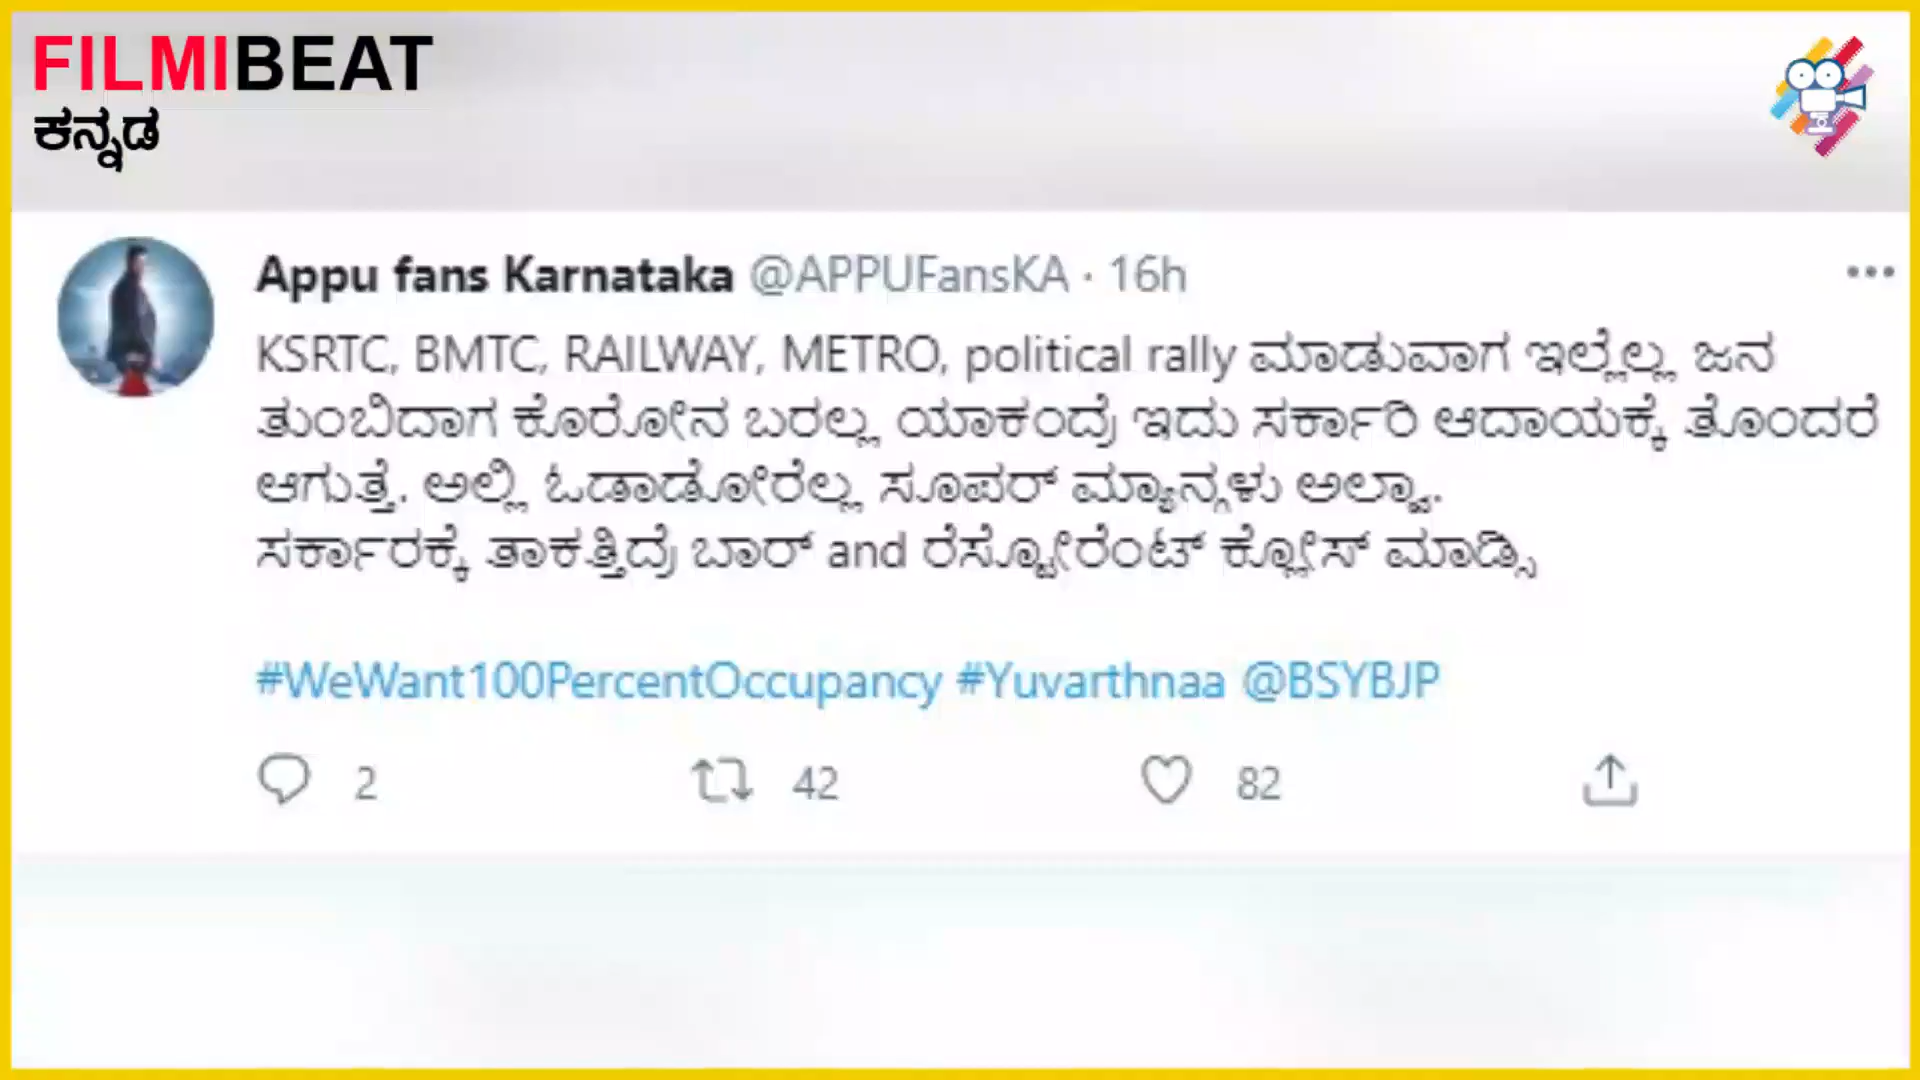 FILMIBEAT
ಕನ್ನಡ
Appu fans Karnataka @APPUFansKA · 16h
KSRTC, BMTC, RAILWAY, METRO, political rally ಮಾಡುವಾಗ ಇಲ್ಲೆಲ್ಲ ಜನ
ತುಂಬಿದಾಗ ಕೊರೋನ ಬರಲ್ಲ ಯಾಕಂದ್ರೆ ಇದು ಸರ್ಕಾರಿ ಆದಾಯಕ್ಕೆ ತೊಂದರೆ
ಆಗುತ್ತೆ. ಅಲ್ಲಿ ಓಡಾಡೋರೆಲ್ಲ ಸೂಪರ್ ಮ್ಯಾನ್ಗಳು ಅಲ್ವಾ.
ಸರ್ಕಾರಕ್ಕೆ ತಾಕತ್ತಿದ್ರೆ ಬಾರ್ and ರೆಸ್ಟೋರೆಂಟ್ ಕ್ಲೋಸ್ ಮಾಡ್ಸಿ
#WeWant100PercentOccupancy #Yuvarthnaa @BSYBJP
2 42 82